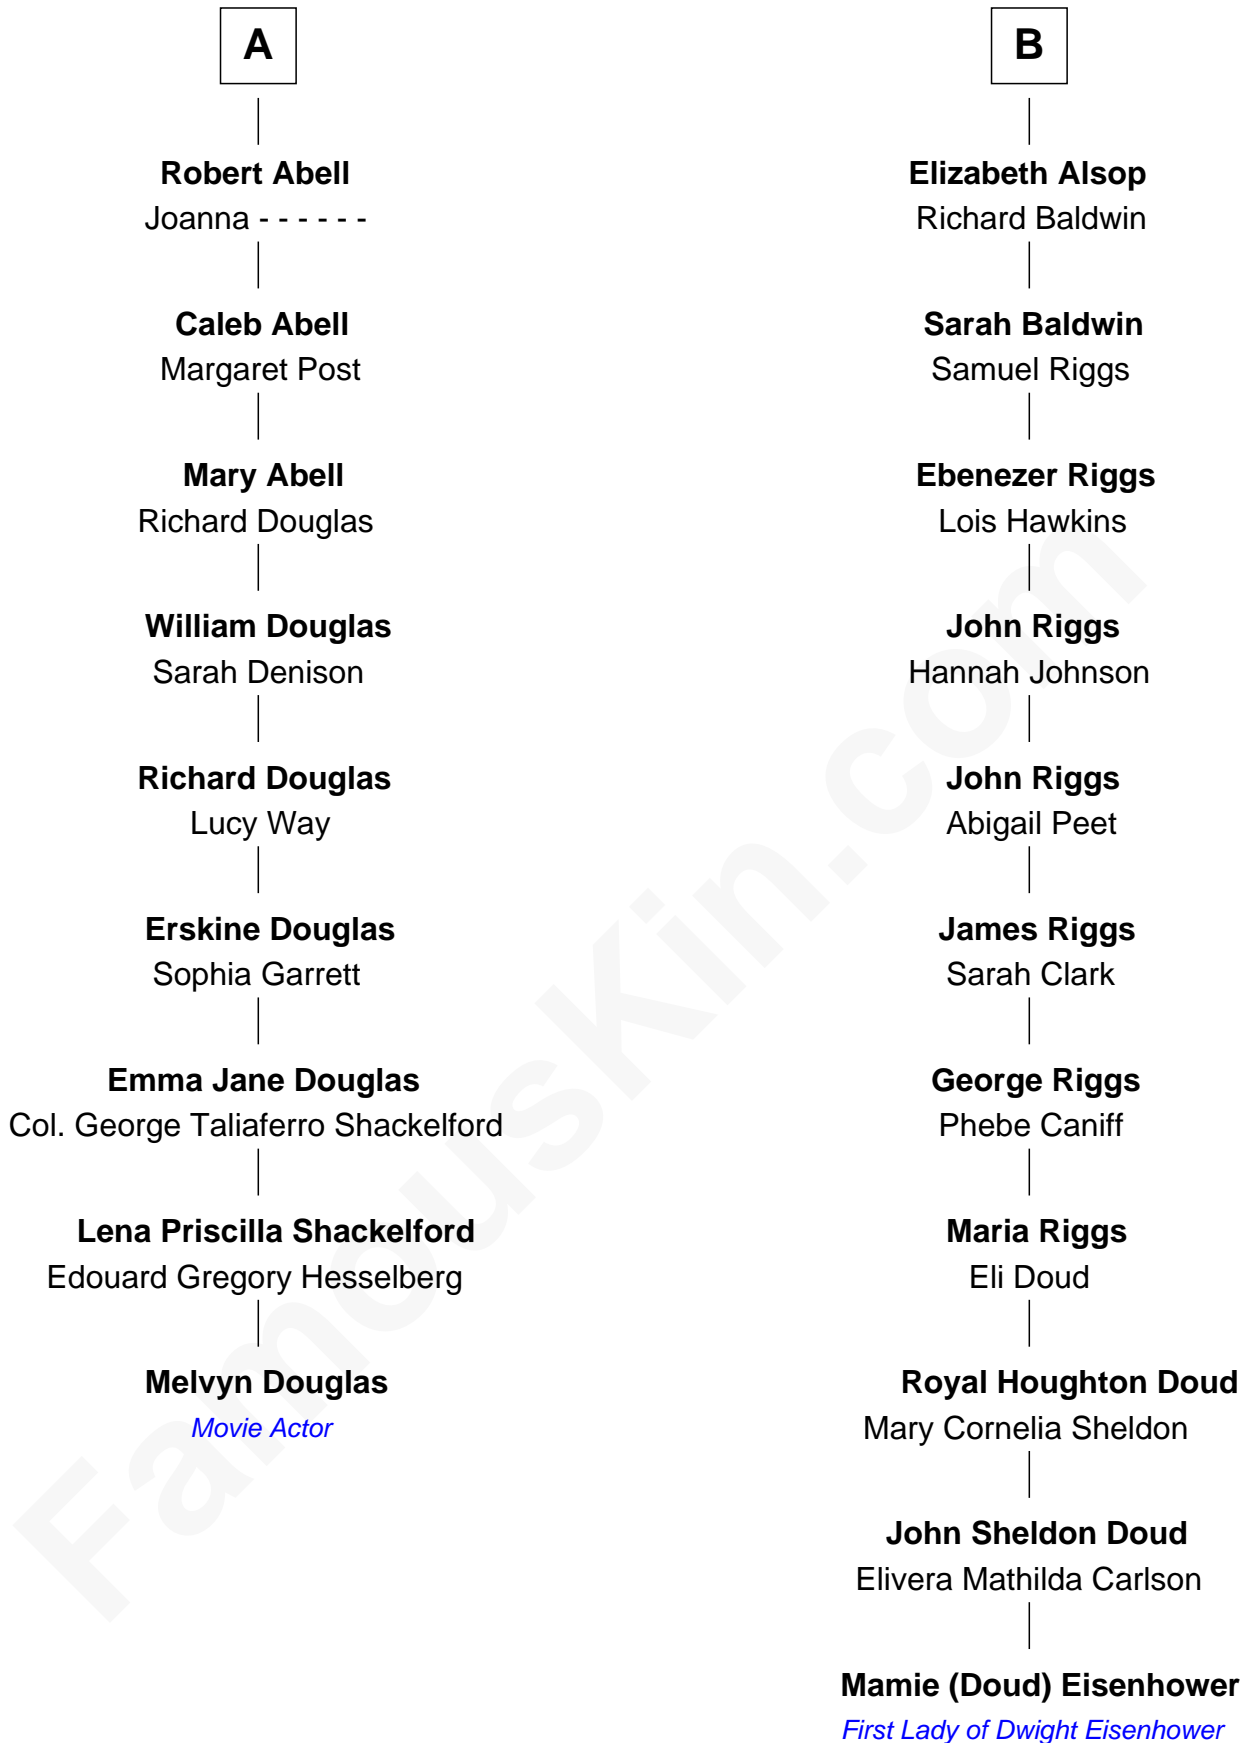 A
Robert Abell
Joanna - - - - - -
Caleb Abell
Margaret Post
Mary Abell
Richard Douglas
William Douglas
Sarah Denison
Richard Douglas
Lucy Way
Erskine Douglas
Sophia Garrett
Emma Jane Douglas
Col. George Taliaferro Shackelford
Lena Priscilla Shackelford
Edouard Gregory Hesselberg
Melvyn Douglas
Movie Actor
B
Elizabeth Alsop
Richard Baldwin
Sarah Baldwin
Samuel Riggs
Ebenezer Riggs
Lois Hawkins
John Riggs
Hannah Johnson
John Riggs
Abigail Peet
James Riggs
Sarah Clark
George Riggs
Phebe Caniff
Maria Riggs
Eli Doud
Royal Houghton Doud
Mary Cornelia Sheldon
John Sheldon Doud
Elivera Mathilda Carlson
Mamie (Doud) Eisenhower
First Lady of Dwight Eisenhower
FamousKin.com